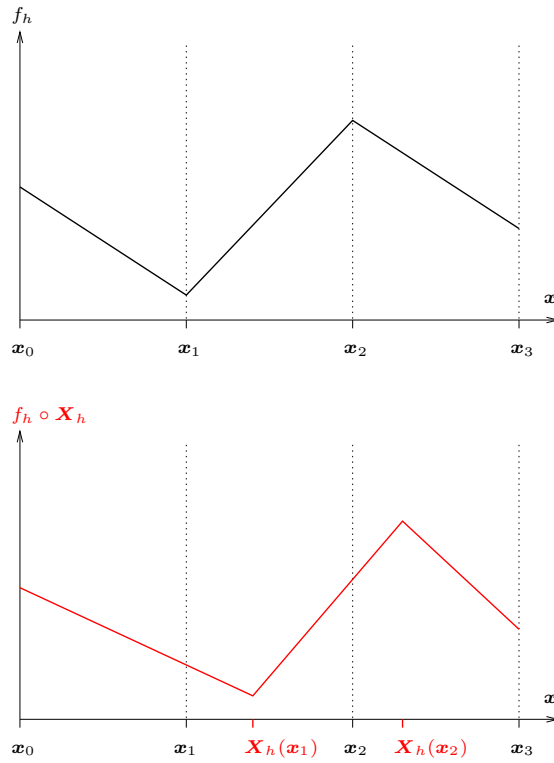 f_h
x
x_0 x_1 x_2 x_3
f_h ∘ X_h
x
x_0 x_1 X_h(x_1) x_2 X_h(x_2) x_3